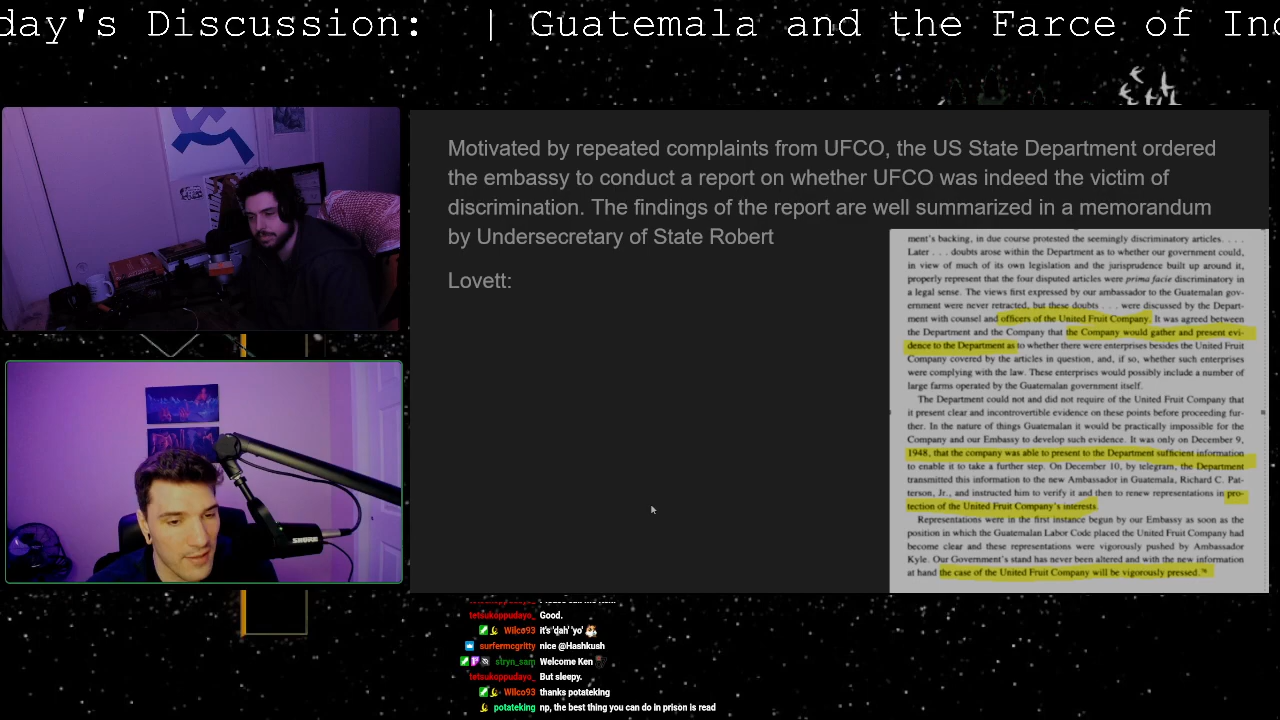 day's Discussion: | Guatemala and the Farce of In
Motivated by repeated complaints from UFCO, the US State Department ordered
the embassy to conduct a report on whether UFCO was indeed the victim of
discrimination. The findings of the report are well summarized in a memorandum
by Undersecretary of State Robert
Lovett:
ment's backing, in due course protested the seemingly discriminatory articles. . . .
Later . . . doubts arose within the Department as to whether our government could,
in view of much of its own legislation and the jurisprudence built up around it,
properly represent that the four disputed articles were prima facie discriminatory in
a legal sense. The views first expressed by our ambassador to the Guatemalan gov-
ernment were never retracted, but these doubts . . . were discussed by the Depart-
ment with counsel and officers of the United Fruit Company. It was agreed between
the Department and the Company that the Company would gather and present evi-
dence to the Department as to whether there were enterprises besides the United Fruit
Company covered by the articles in question, and, if so, whether such enterprises
were complying with the law. These enterprises would possibly include a number of
large farms operated by the Guatemalan government itself.
The Department could not and did not require of the United Fruit Company that
it present clear and incontrovertible evidence on these points before proceeding fur-
ther. In the nature of things Guatemalan it would be practically impossible for the
Company and our Embassy to develop such evidence. It was only on December 9,
1948, that the company was able to present to the Department sufficient information
to enable it to take a further step. On December 10, by telegram, the Department
transmitted this information to the new Ambassador in Guatemala, Richard C. Pat-
terson, Jr., and instructed him to verify it and then to renew representations in pro-
tection of the United Fruit Company's interests.
Representations were in the first instance begun by our Embassy as soon as the
position in which the Guatemalan Labor Code placed the United Fruit Company had
become clear and these representations were vigorously pushed by Ambassador
Kyle. Our Government's stand has never been altered and with the new information
at hand the case of the United Fruit Company will be vigorously pressed.
SHURE
tetsukoppudayo_ Good.
Wilco93 it's 'dah' 'yo'
surfermcgritty nice @Hashkush
stryn_sam Welcome Ken
tetsukoppudayo_ But sleepy.
Wilco93 thanks potateking
potateking np, the best thing you can do in prison is read